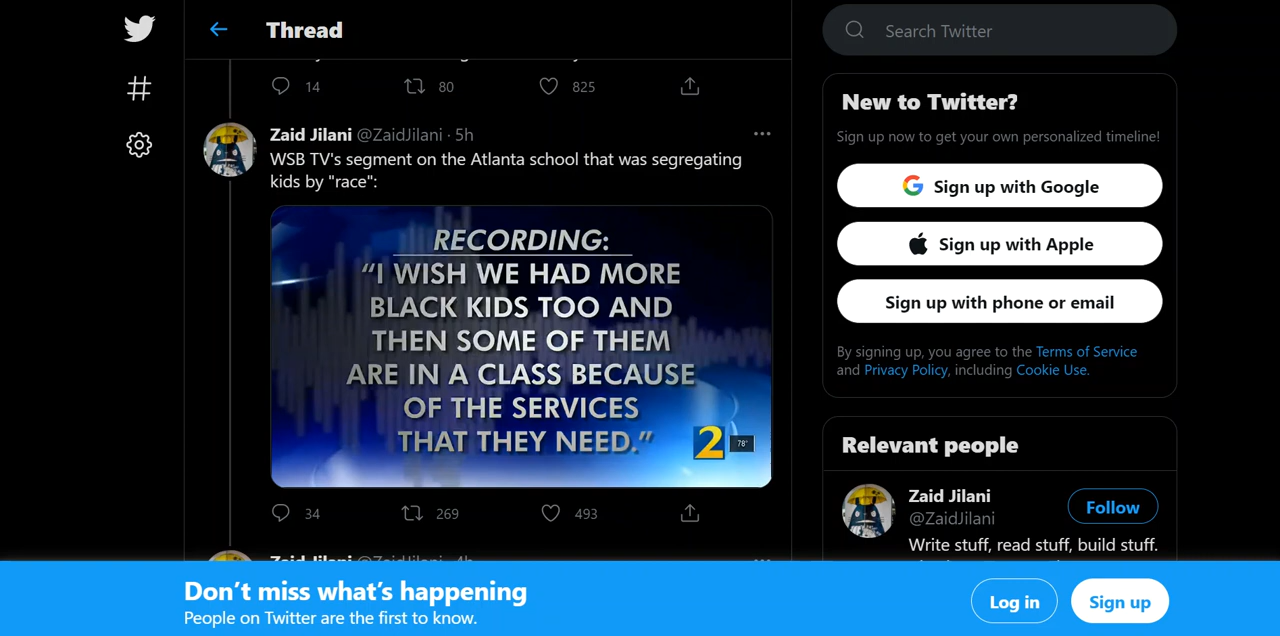 Thread
Search Twitter
14 80 825
Zaid Jilani @ZaidJilani · 5h
WSB TV's segment on the Atlanta school that was segregating
kids by "race":
RECORDING:
“I WISH WE HAD MORE
BLACK KIDS TOO AND
THEN SOME OF THEM
ARE IN A CLASS BECAUSE
OF THE SERVICES
THAT THEY NEED.”
2 78°
34 269 493
Zaid Jilani @ZaidJilani · 4h
New to Twitter?
Sign up now to get your own personalized timeline!
Sign up with Google
Sign up with Apple
Sign up with phone or email
By signing up, you agree to the Terms of Service
and Privacy Policy, including Cookie Use.
Relevant people
Zaid Jilani
@ZaidJilani
Follow
Write stuff, read stuff, build stuff.
Don’t miss what’s happening
People on Twitter are the first to know.
Log in
Sign up